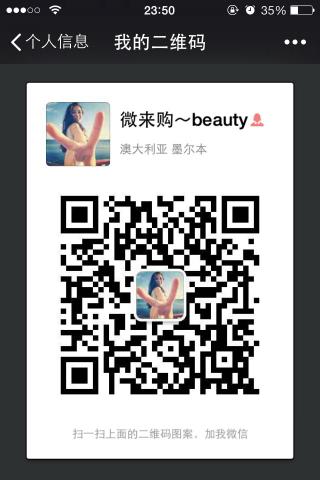 23:50
35%
个人信息
我的二维码
微来购～beauty
澳大利亚 墨尔本
扫一扫上面的二维码图案，加我微信